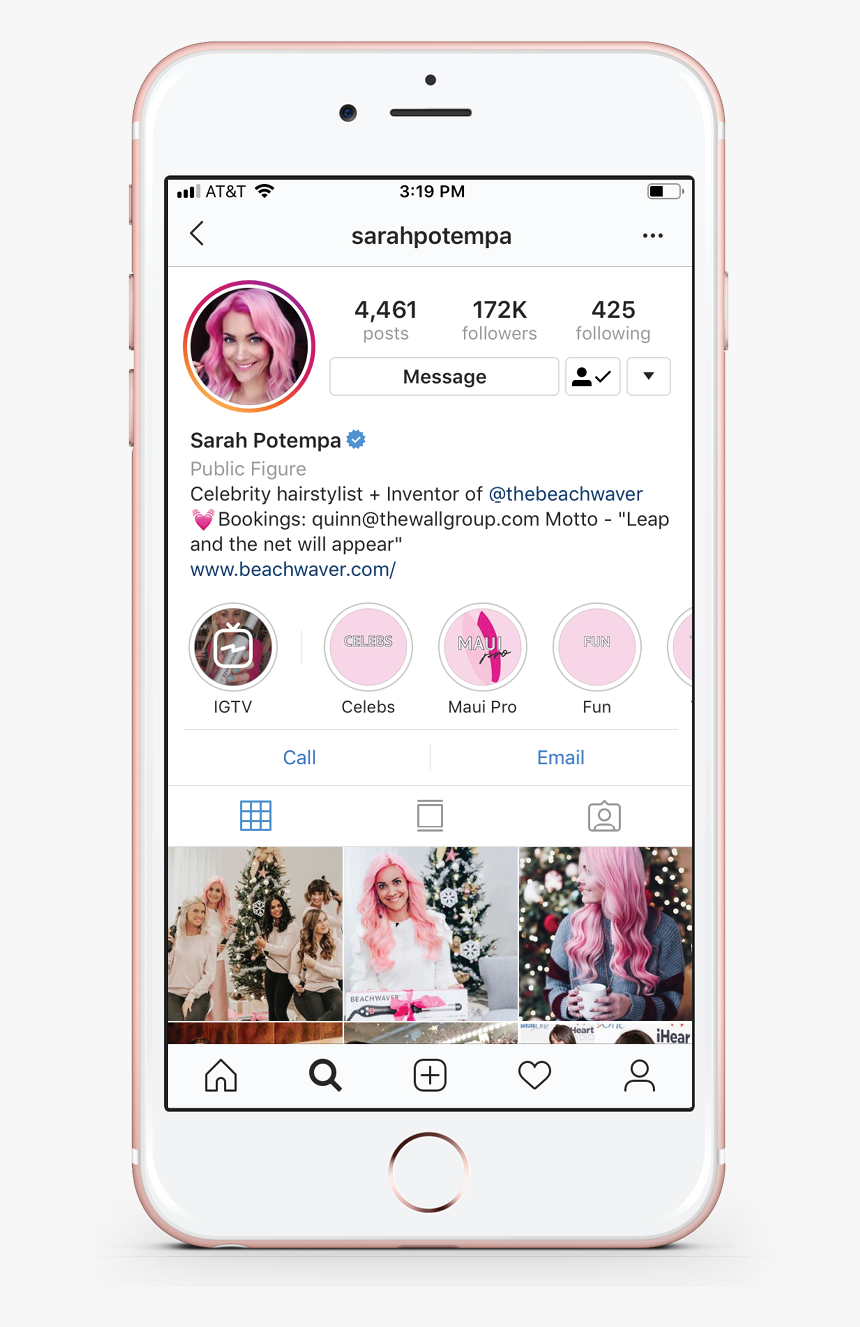 AT&T 3:19 PM
sarahpotempa
4,461 172K 425
posts followers following
Message
Sarah Potempa
Public Figure
Celebrity hairstylist + Inventor of @thebeachwaver
💓Bookings: quinn@thewallgroup.com Motto - "Leap
and the net will appear"
www.beachwaver.com/
CELEBS MAUI pro FUN
IGTV Celebs Maui Pro Fun
Call Email
BEACHWAVER
iHeart